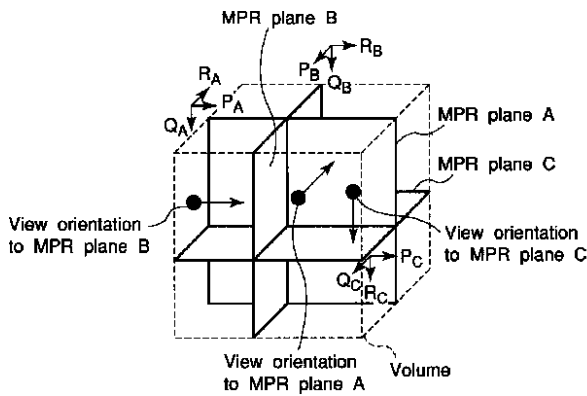 MPR plane B
R_B
P_B
Q_B
R_A
P_A
Q_A
MPR plane A
MPR plane C
View orientation
to MPR plane B
View orientation
to MPR plane C
P_C
Q_C
R_C
View orientation
to MPR plane A
Volume